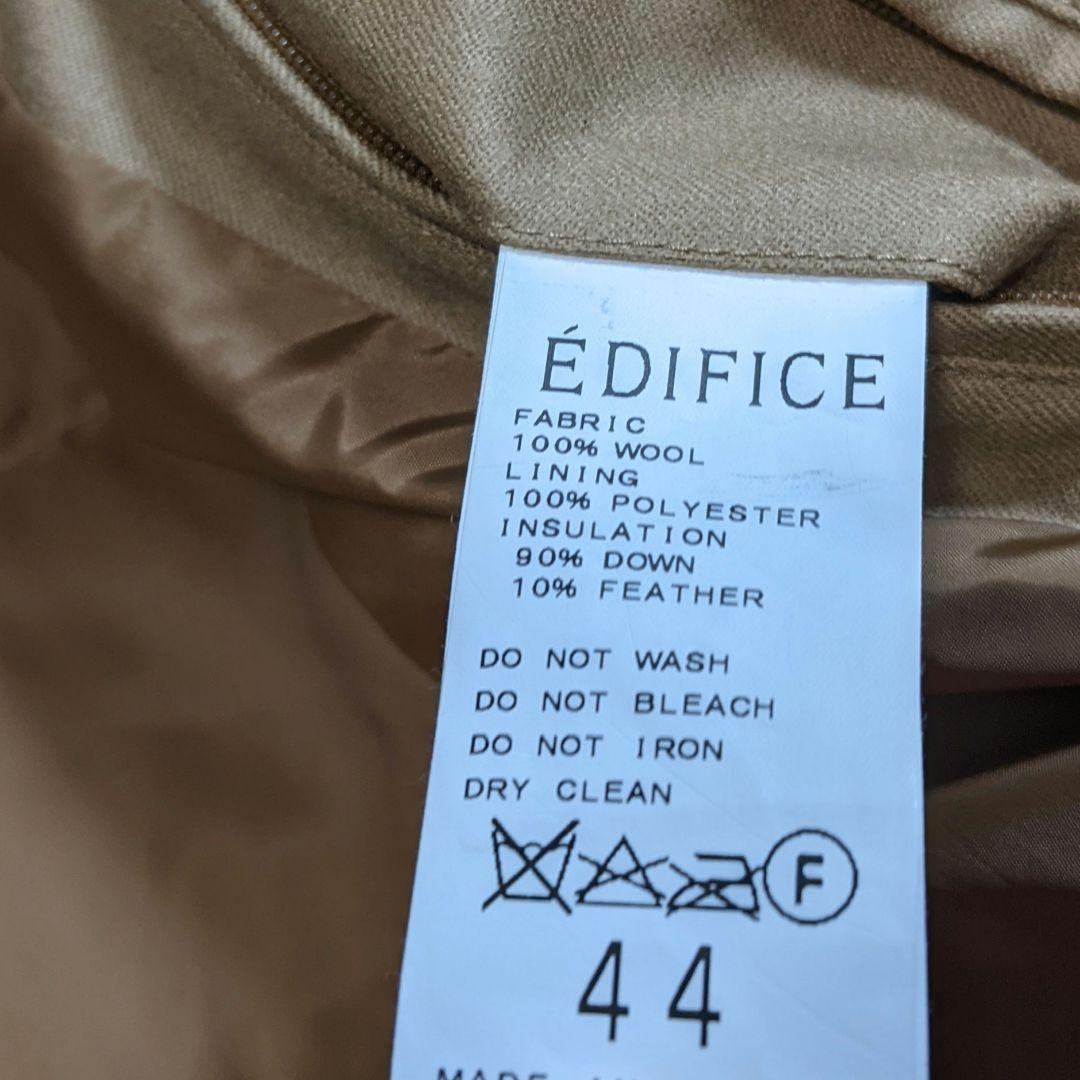 ÉDIFICE
FABRIC
100% WOOL
LINING
100% POLYESTER
INSULATION
90% DOWN
10% FEATHER
DO NOT WASH
DO NOT BLEACH
DO NOT IRON
DRY CLEAN
F
44
MADE